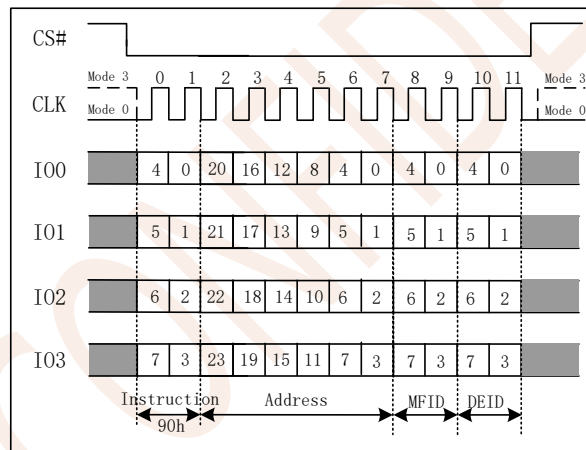 CS#
Mode 3 0 1 2 3 4 5 6 7 8 9 10 11 Mode 3
CLK
Mode 0 Mode 0
IO0 4 0 20 16 12 8 4 0 4 0 4 0
IO1 5 1 21 17 13 9 5 1 5 1 5 1
IO2 6 2 22 18 14 10 6 2 6 2 6 2
IO3 7 3 23 19 15 11 7 3 7 3 7 3
Instruction Address MFID DEID
90h